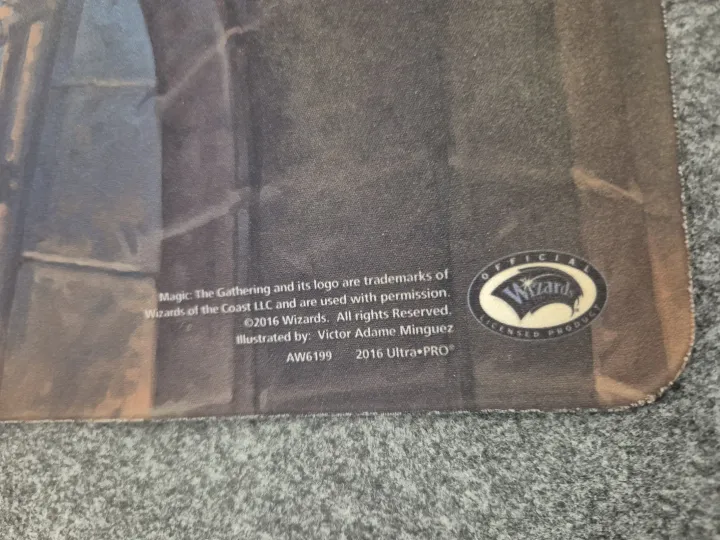 Magic: The Gathering and its logo are trademarks of
Wizards of the Coast LLC and are used with permission.
©2016 Wizards. All rights Reserved.
Illustrated by: Victor Adame Minguez
AW6199 2016 Ultra•PRO®
OFFICIAL
Wizards
LICENSED PRODUCT